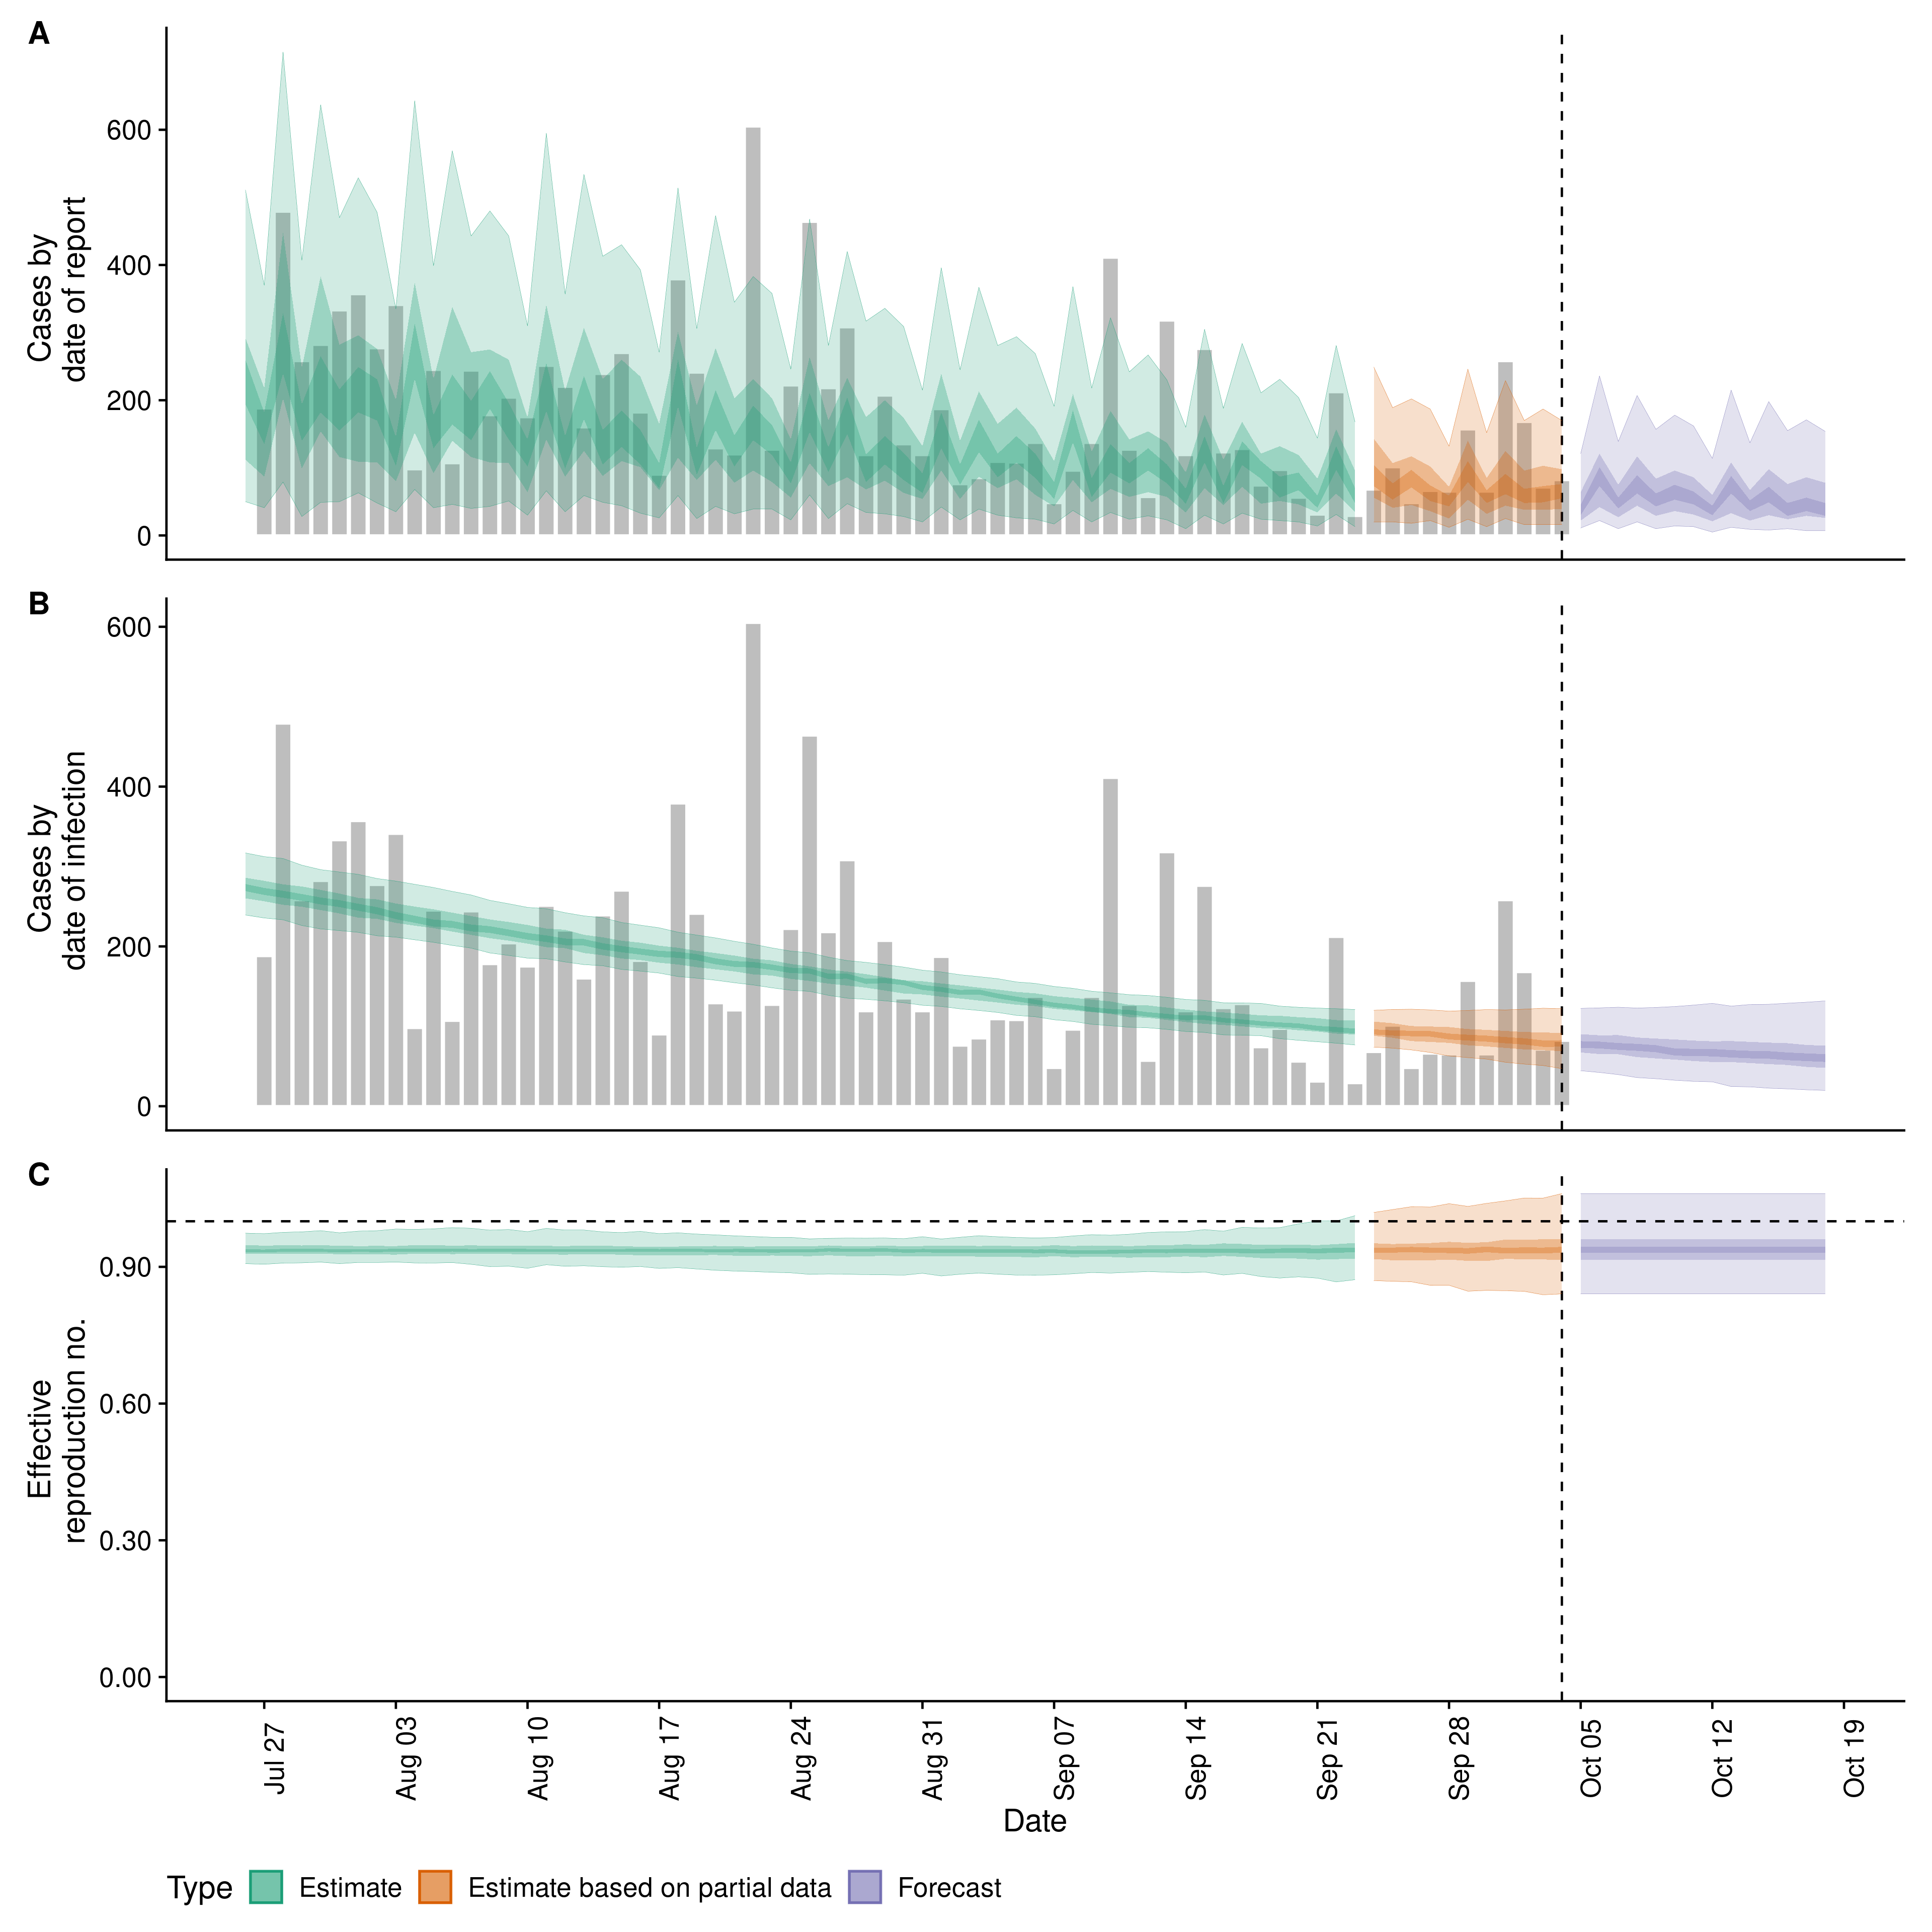 A
Cases by
date of report
600
400
200
0
B
Cases by
date of infection
600
400
200
0
C
Effective
reproduction no.
0.90
0.60
0.30
0.00
Jul 27
Aug 03
Aug 10
Aug 17
Aug 24
Aug 31
Sep 07
Sep 14
Sep 21
Sep 28
Oct 05
Oct 12
Oct 19
Date
Type Estimate Estimate based on partial data Forecast